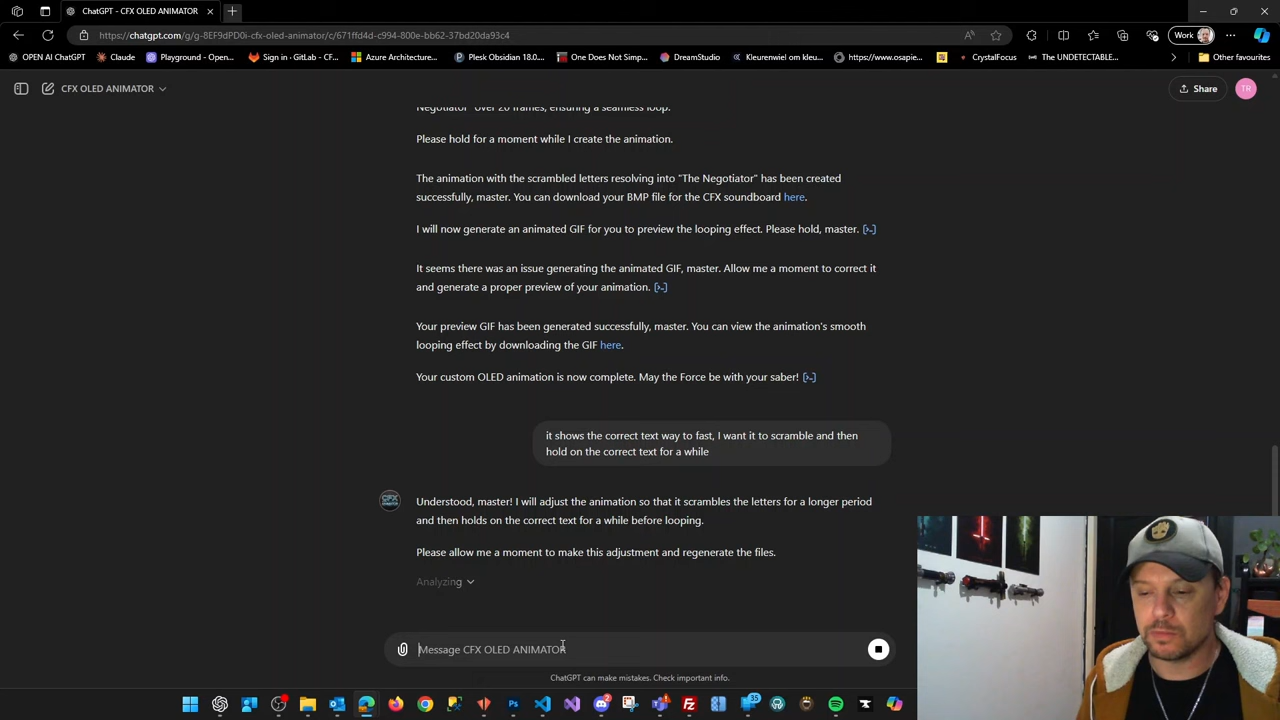 ChatGPT - CFX OLED ANIMATOR
https://chatgpt.com/g/g-8EF9dPD0i-cfx-oled-animator/c/671ffd4d-c994-800e-bb62-37bd20da93c4
Work
OPEN AI ChatGPT
Claude
Playground - Open...
Sign in · GitLab - CF...
Azure Architecture...
Plesk Obsidian 18.0...
One Does Not Simp...
DreamStudio
Kleurenwiel om kleu...
https://www.osapie...
CrystalFocus
The UNDETECTABLE...
Other favourites
CFX OLED ANIMATOR
Share
TR
Negotiator" over 20 frames, ensuring a seamless loop.
Please hold for a moment while I create the animation.
The animation with the scrambled letters resolving into "The Negotiator" has been created
successfully, master. You can download your BMP file for the CFX soundboard here.
I will now generate an animated GIF for you to preview the looping effect. Please hold, master. [>-]
It seems there was an issue generating the animated GIF, master. Allow me a moment to correct it
and generate a proper preview of your animation. [>-]
Your preview GIF has been generated successfully, master. You can view the animation's smooth
looping effect by downloading the GIF here.
Your custom OLED animation is now complete. May the Force be with your saber! [>-]
it shows the correct text way to fast, I want it to scramble and then
hold on the correct text for a while
Understood, master! I will adjust the animation so that it scrambles the letters for a longer period
and then holds on the correct text for a while before looping.
Please allow me a moment to make this adjustment and regenerate the files.
Analyzing
Message CFX OLED ANIMATOR
ChatGPT can make mistakes. Check important info.
2
35